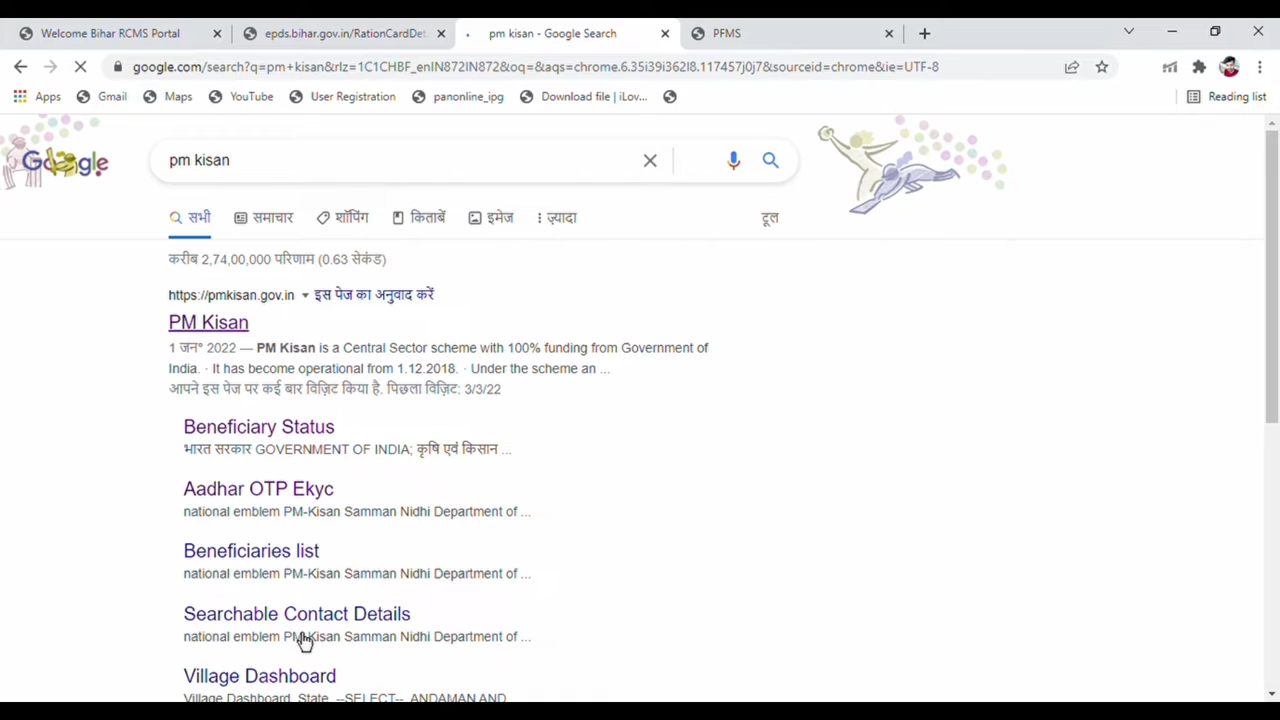 Welcome Bihar RCMS Portal
epds.bihar.gov.in/RationCardDet
pm kisan - Google Search
PFMS
google.com/search?q=pm+kisan&rlz=1C1CHBF_enIN872IN872&oq=&aqs=chrome.6.35i39i362l8.117457j0j7&sourceid=chrome&ie=UTF-8
Apps Gmail Maps YouTube User Registration panonline_ipg Download file | iLov... Reading list
Google
pm kisan
सभी समाचार शॉपिंग किताबें इमेज ज़्यादा टूल
करीब 2,74,00,000 परिणाम (0.63 सेकंड)
https://pmkisan.gov.in इस पेज का अनुवाद करें
PM Kisan
1 जन॰ 2022 — PM Kisan is a Central Sector scheme with 100% funding from Government of
India. · It has become operational from 1.12.2018. · Under the scheme an ...
आपने इस पेज पर कई बार विज़िट किया है. पिछला विज़िट: 3/3/22
Beneficiary Status
भारत सरकार GOVERNMENT OF INDIA; कृषि एवं किसान ...
Aadhar OTP Ekyc
national emblem PM-Kisan Samman Nidhi Department of ...
Beneficiaries list
national emblem PM-Kisan Samman Nidhi Department of ...
Searchable Contact Details
national emblem PM-Kisan Samman Nidhi Department of ...
Village Dashboard
Village Dashboard. State. --SELECT--. ANDAMAN AND